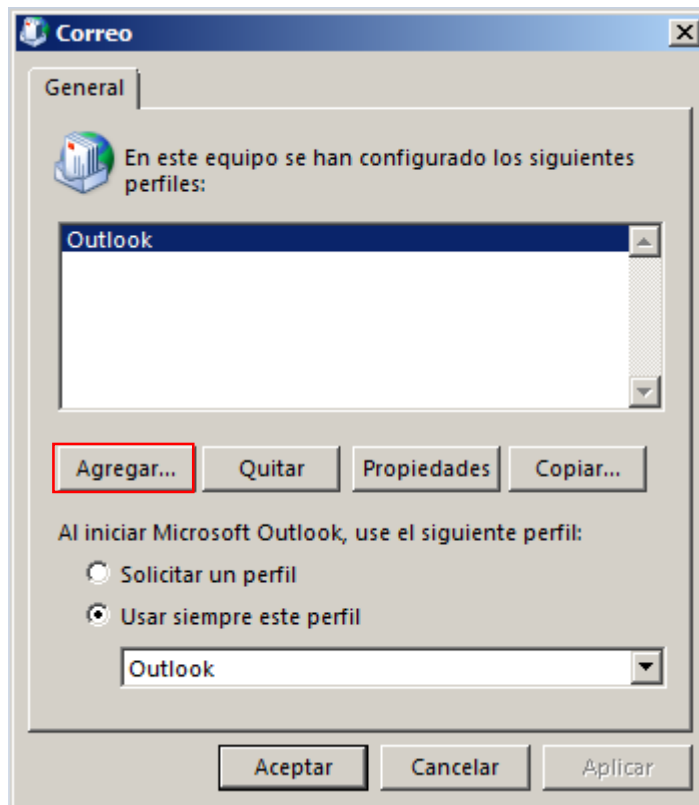 Correo
General
En este equipo se han configurado los siguientes
perfiles:
Outlook
Agregar... Quitar Propiedades Copiar...
Al iniciar Microsoft Outlook, use el siguiente perfil:
Solicitar un perfil
Usar siempre este perfil
Outlook
Aceptar Cancelar Aplicar